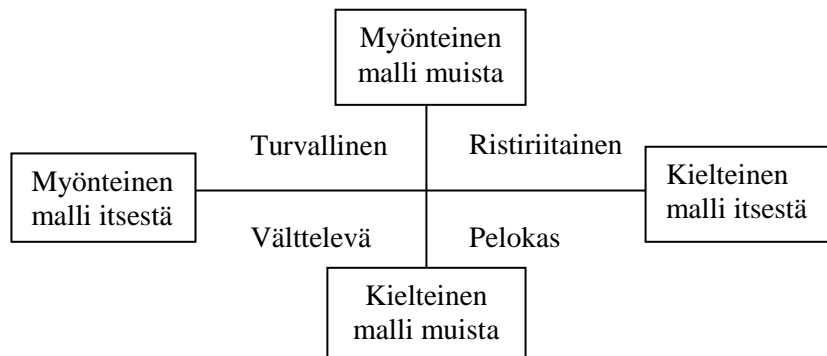 Myönteinen
malli muista
Turvallinen
Ristiriitainen
Myönteinen
malli itsestä
Kielteinen
malli itsestä
Välttelevä
Pelokas
Kielteinen
malli muista